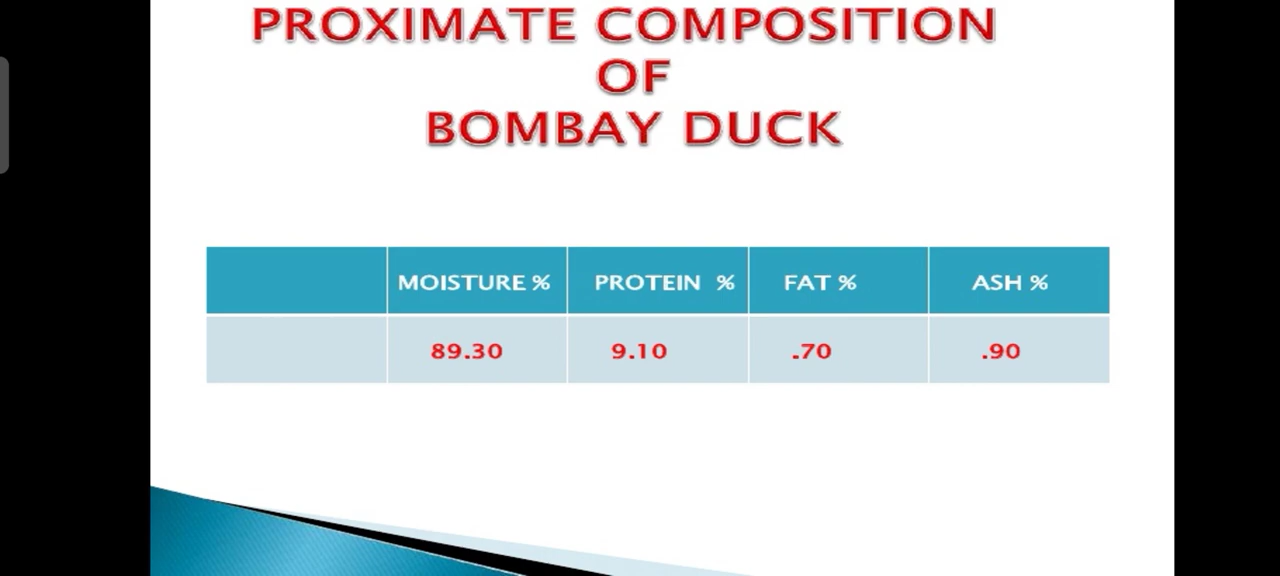 PROXIMATE COMPOSITION
OF
BOMBAY DUCK
MOISTURE % PROTEIN % FAT % ASH %
89.30 9.10 .70 .90